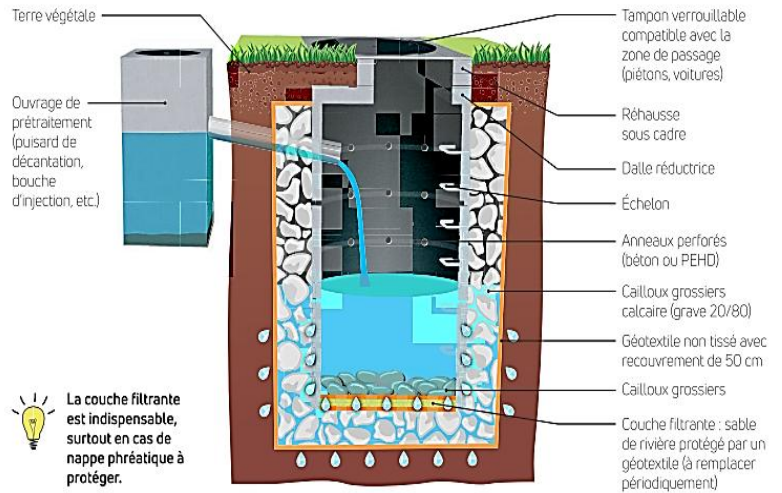 Terre végétale
Ouvrage de
prétraitement
(puisard de
décantation,
bouche
d'injection, etc.)
La couche filtrante
est indispensable,
surtout en cas de
nappe phréatique à
protéger.
Tampon verrouillable
compatible avec la
zone de passage
(piétons, voitures)
Réhausse
sous cadre
Dalle réductrice
Échelon
Anneaux perforés
(béton ou PEHD)
Cailloux grossiers
calcaire (grave 20/80)
Géotextile non tissé avec
recouvrement de 50 cm
Cailloux grossiers
Couche filtrante : sable
de rivière protégé par un
géotextile (à remplacer
périodiquement)